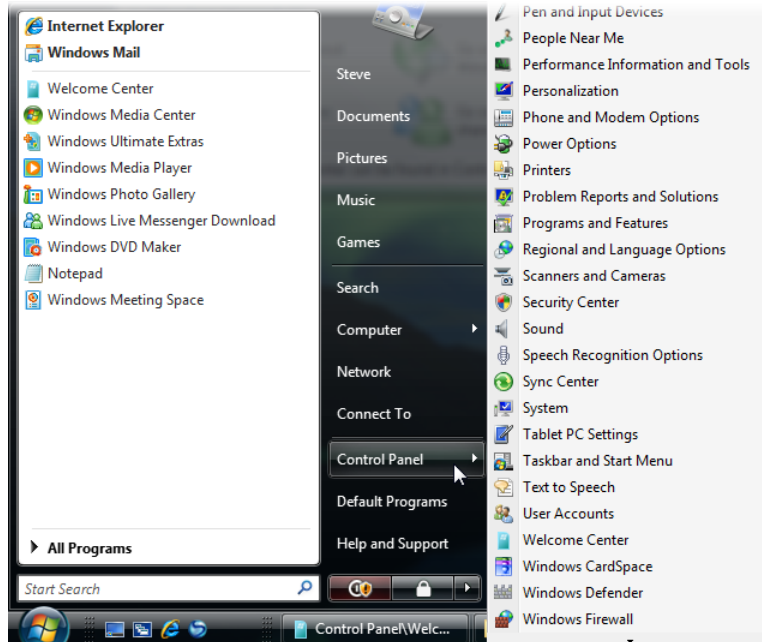 Internet Explorer
Windows Mail
Welcome Center
Windows Media Center
Windows Ultimate Extras
Windows Media Player
Windows Photo Gallery
Windows Live Messenger Download
Windows DVD Maker
Notepad
Windows Meeting Space
All Programs
Start Search
Steve
Documents
Pictures
Music
Games
Search
Computer
Network
Connect To
Control Panel
Default Programs
Help and Support
Control Panel\Welc...
Pen and Input Devices
People Near Me
Performance Information and Tools
Personalization
Phone and Modem Options
Power Options
Printers
Problem Reports and Solutions
Programs and Features
Regional and Language Options
Scanners and Cameras
Security Center
Sound
Speech Recognition Options
Sync Center
System
Tablet PC Settings
Taskbar and Start Menu
Text to Speech
User Accounts
Welcome Center
Windows CardSpace
Windows Defender
Windows Firewall